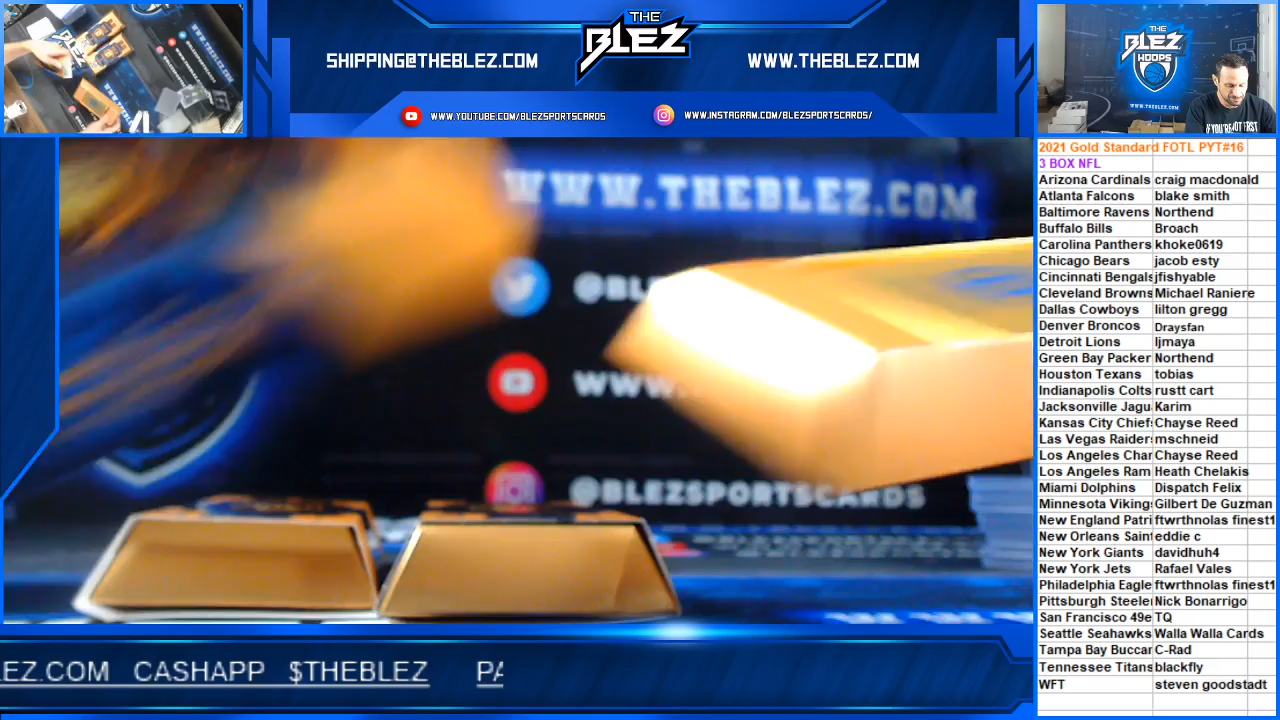 THE
BLEZ
SHIPPING@THEBLEZ.COM
WWW.THEBLEZ.COM
WWW.YOUTUBE.COM/BLEZSPORTSCARDS
WWW.INSTAGRAM.COM/BLEZSPORTSCARDS/
THE
BLEZ
HOOPS
WWW.THEBLEZ.COM
WWW.THEBLEZ.COM
@BL
WWW.
@BLEZSPORTSCARDS
2021 Gold Standard FOTL PYT#16
3 BOX NFL
Arizona Cardinals craig macdonald
Atlanta Falcons blake smith
Baltimore Ravens Northend
Buffalo Bills Broach
Carolina Panthers khoke0619
Chicago Bears jacob esty
Cincinnati Bengals jfishyable
Cleveland Browns Michael Raniere
Dallas Cowboys lilton gregg
Denver Broncos Draysfan
Detroit Lions ljmaya
Green Bay Packer Northend
Houston Texans tobias
Indianapolis Colts rustt cart
Jacksonville Jagu Karim
Kansas City Chief Chayse Reed
Las Vegas Raider mschneid
Los Angeles Char Chayse Reed
Los Angeles Ram Heath Chelakis
Miami Dolphins Dispatch Felix
Minnesota Viking Gilbert De Guzman
New England Patri ftwrthnolas finest1
New Orleans Saint eddie c
New York Giants davidhuh4
New York Jets Rafael Vales
Philadelphia Eagle ftwrthnolas finest1
Pittsburgh Steele Nick Bonarrigo
San Francisco 49e TQ
Seattle Seahawks Walla Walla Cards
Tampa Bay Buccar C-Rad
Tennessee Titans blackfly
WFT steven goodstadt
EZ.COM CASHAPP $THEBLEZ PA